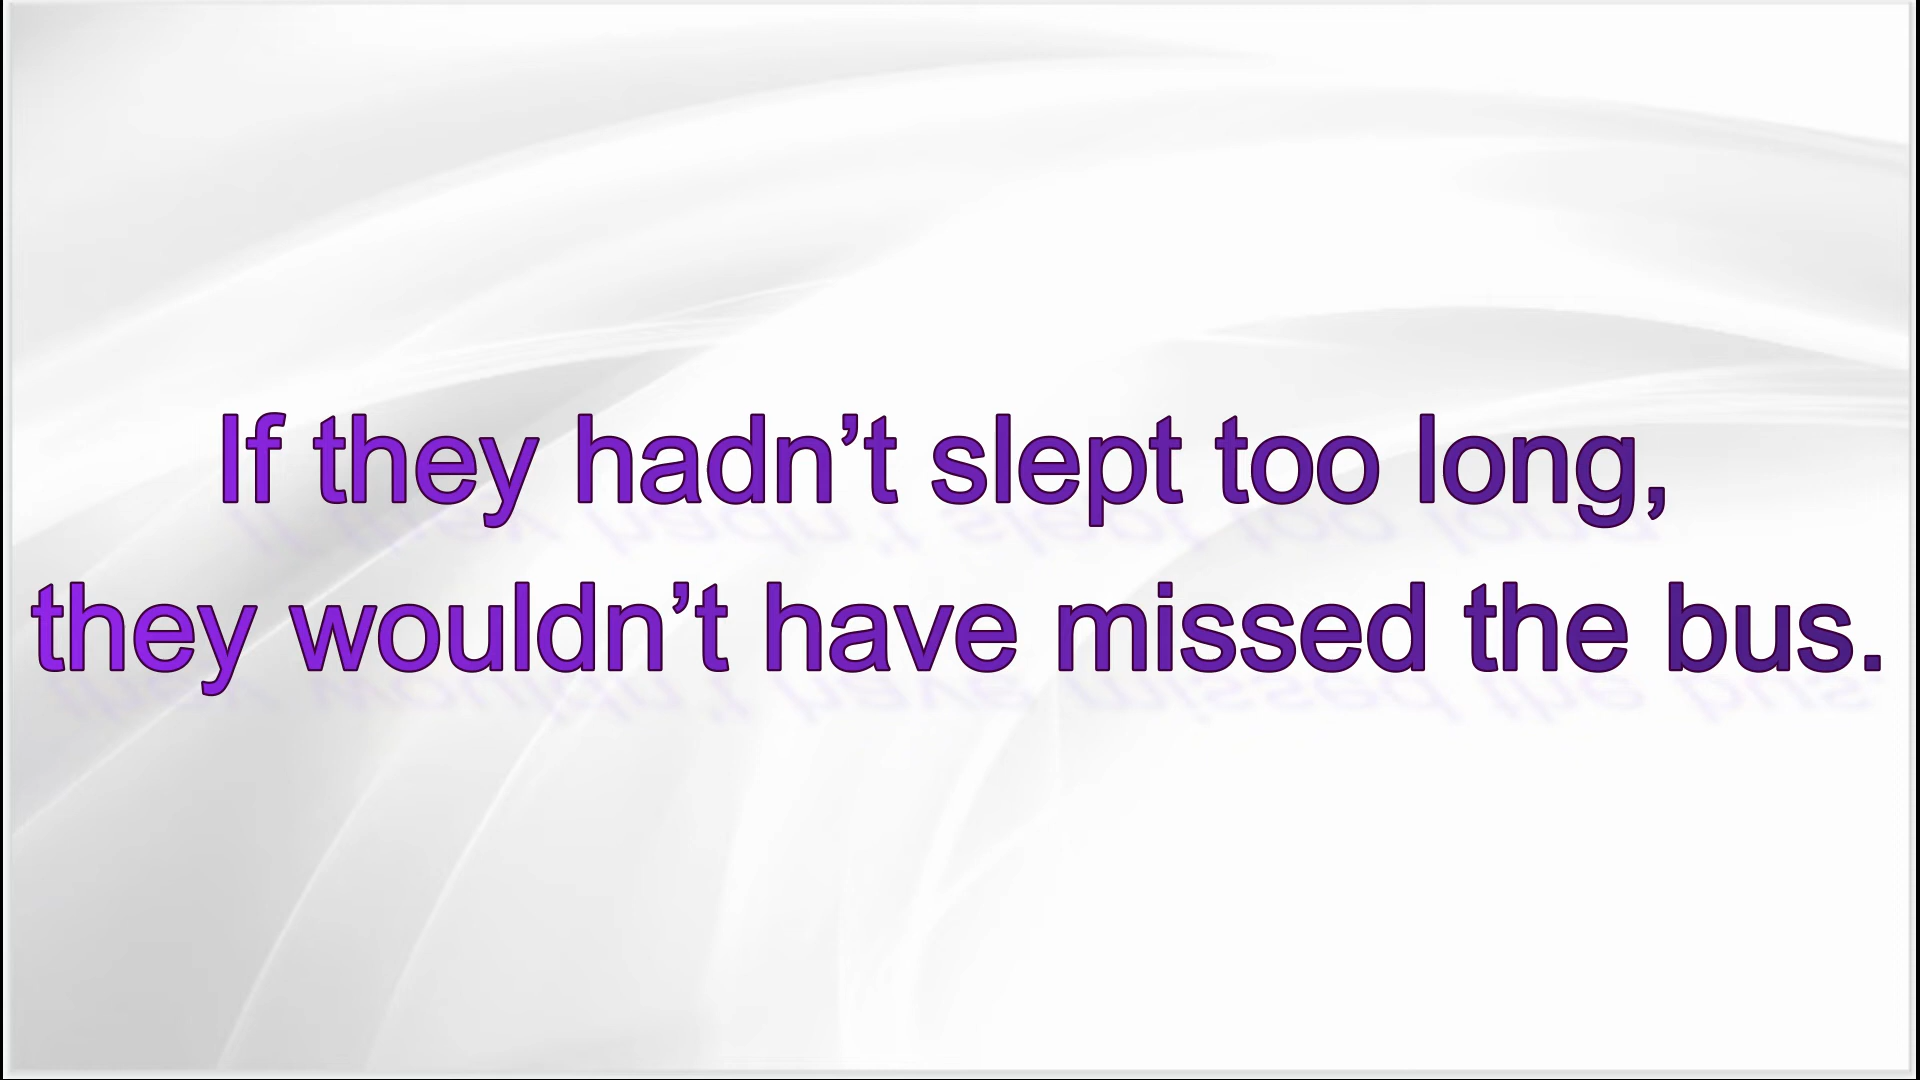 If they hadn’t slept too long,
they wouldn’t have missed the bus.